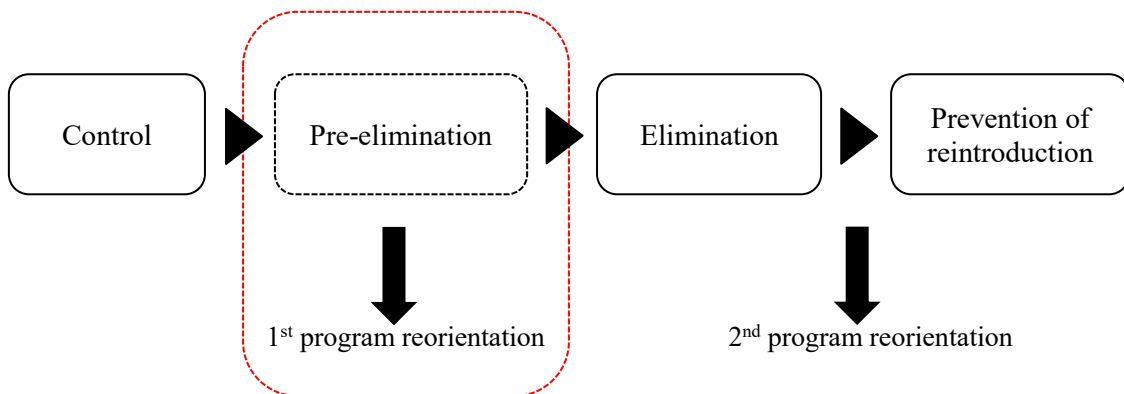 Control
Pre-elimination
Elimination
Prevention of
reintroduction
1st program reorientation
2nd program reorientation